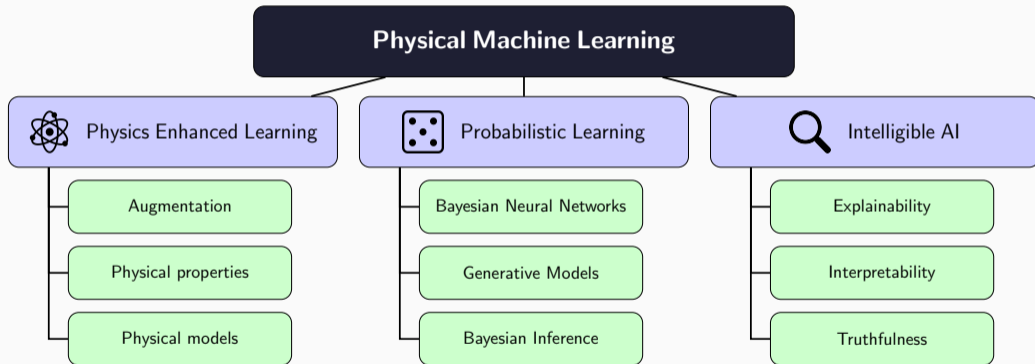 Physical Machine Learning
Physics Enhanced Learning
Probabilistic Learning
Intelligible AI
Augmentation
Bayesian Neural Networks
Explainability
Physical properties
Generative Models
Interpretability
Physical models
Bayesian Inference
Truthfulness